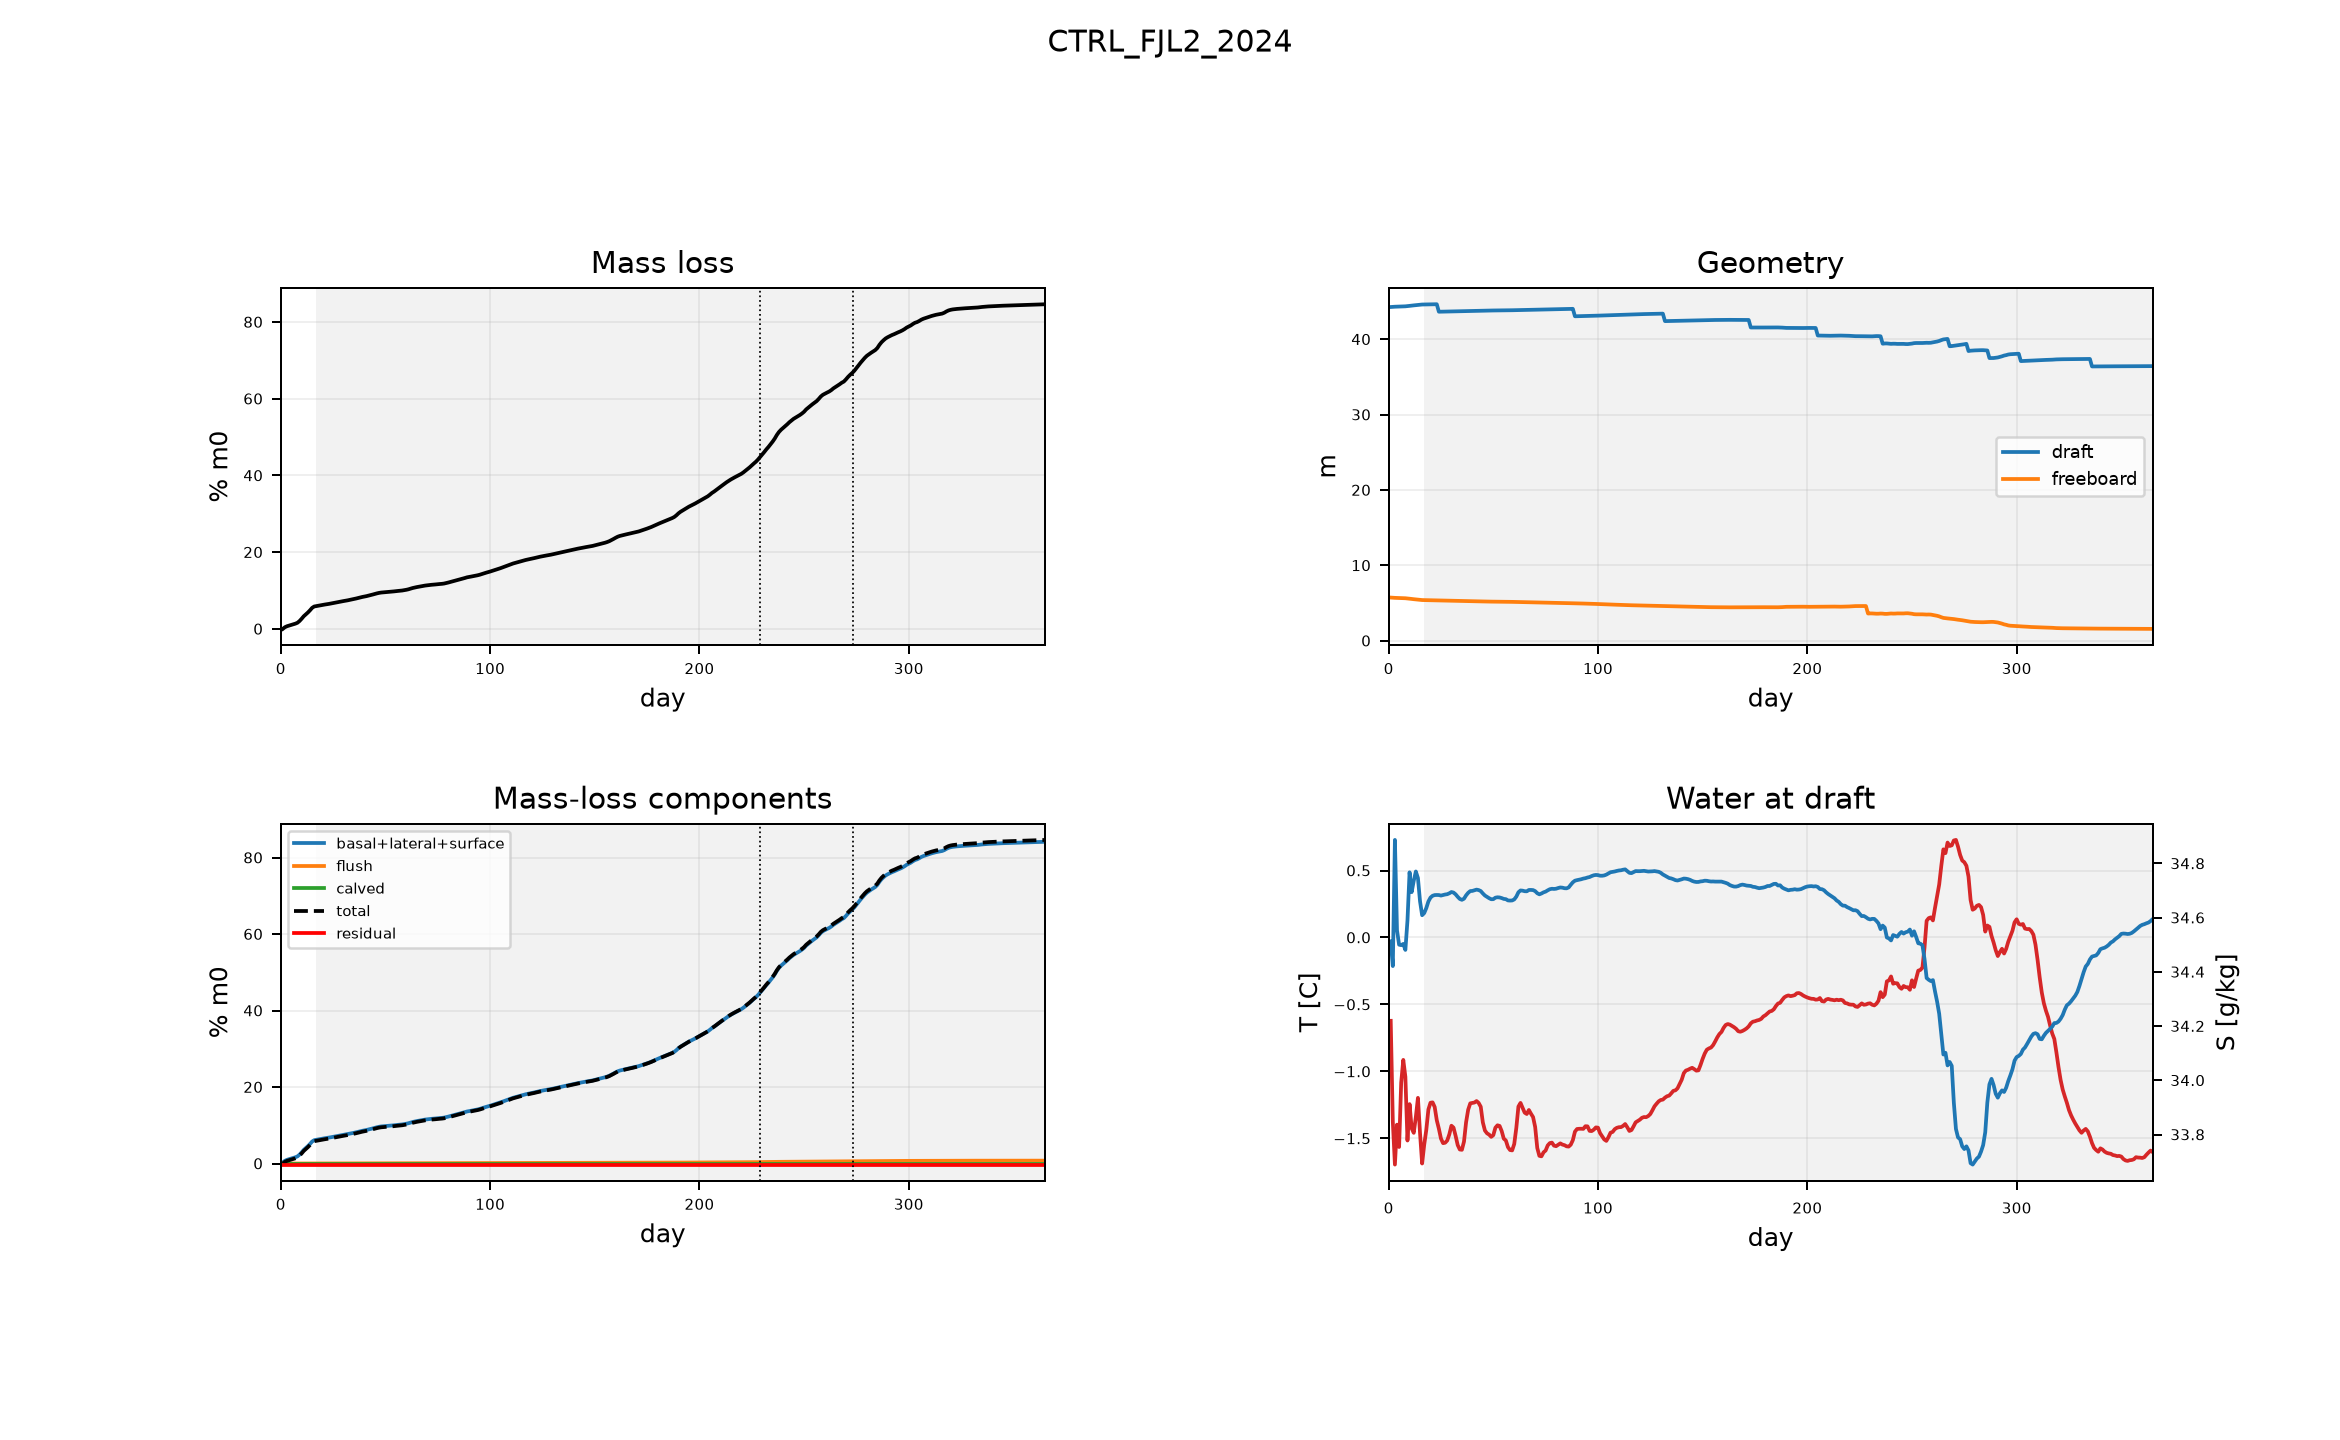 CTRL_FJL2_2024
Mass loss
% m0
80
60
40
20
0
0 100 200 300
day
Geometry
m
40
30
20
10
0
draft
freeboard
0 100 200 300
day
Mass-loss components
% m0
80
60
40
20
0
basal+lateral+surface
flush
calved
total
residual
0 100 200 300
day
Water at draft
T [C]
0.5
0.0
−0.5
−1.0
−1.5
34.8
34.6
34.4
34.2
34.0
33.8
S [g/kg]
0 100 200 300
day